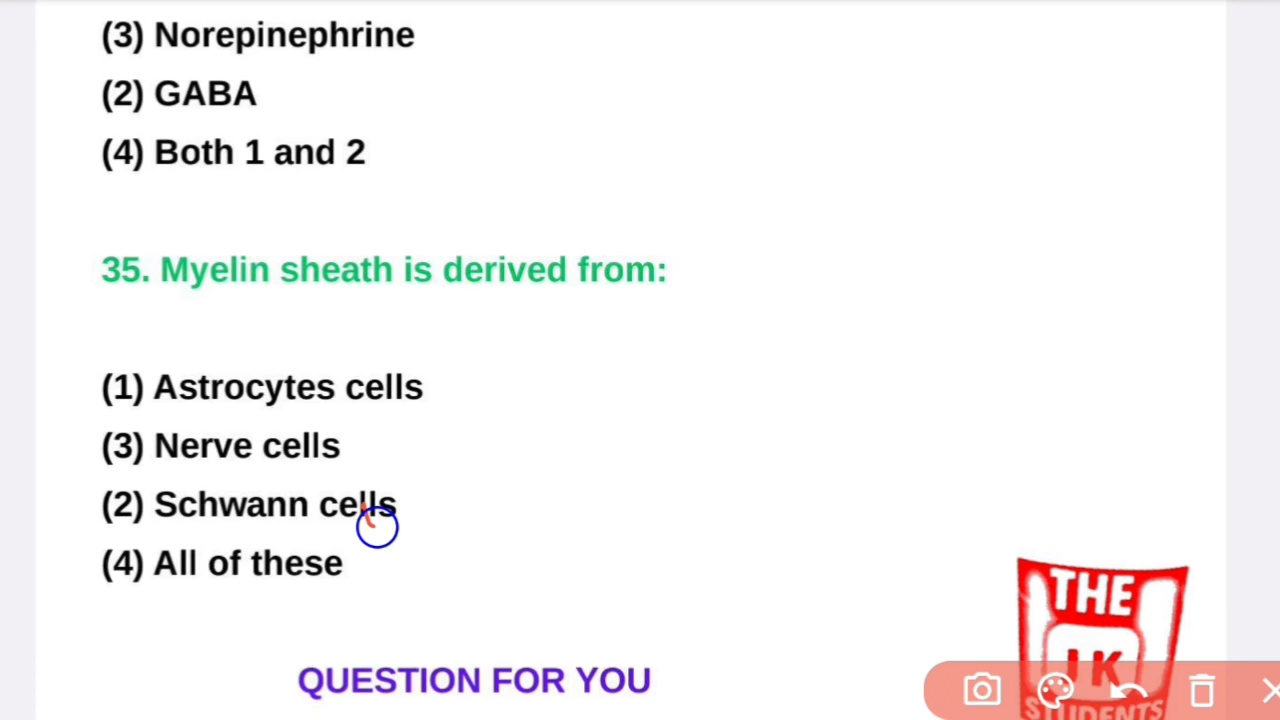 (3) Norepinephrine
(2) GABA
(4) Both 1 and 2
35. Myelin sheath is derived from:
(1) Astrocytes cells
(3) Nerve cells
(2) Schwann cells
(4) All of these
QUESTION FOR YOU
THE
J K
STUDENTS